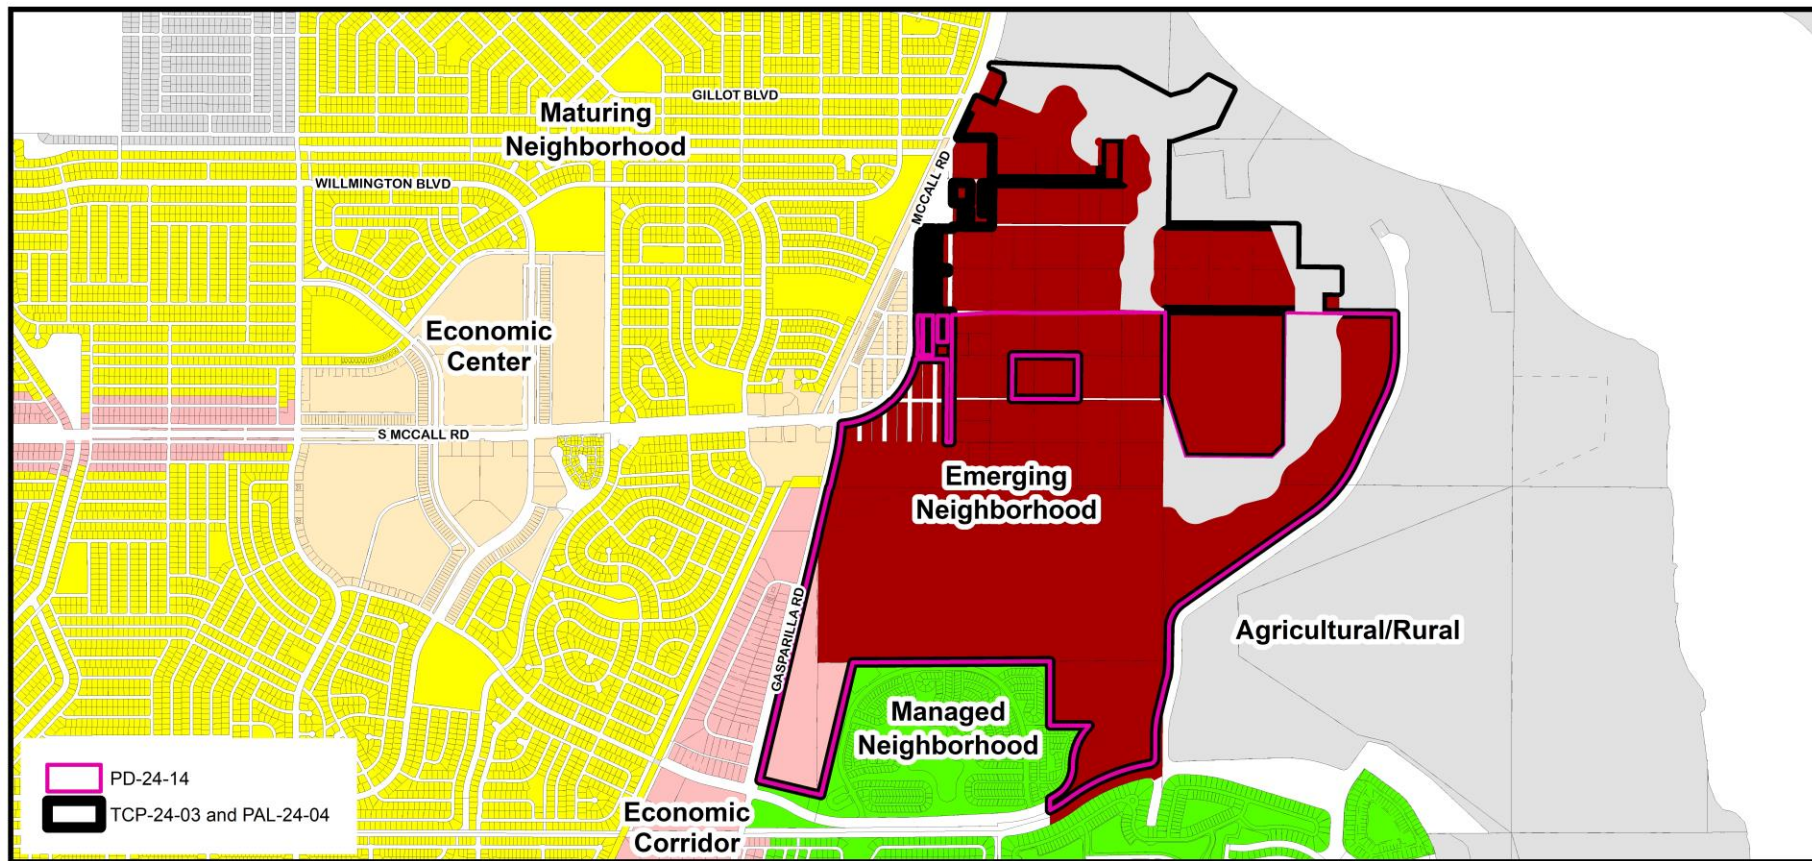 GILLOT BLVD
Maturing
Neighborhood
WILLMINGTON BLVD
MCCALL RD
Economic
Center
S MCCALL RD
Emerging
Neighborhood
GASPARILLA RD
Agricultural/Rural
Managed
Neighborhood
PD-24-14
TCP-24-03 and PAL-24-04
Economic
Corridor